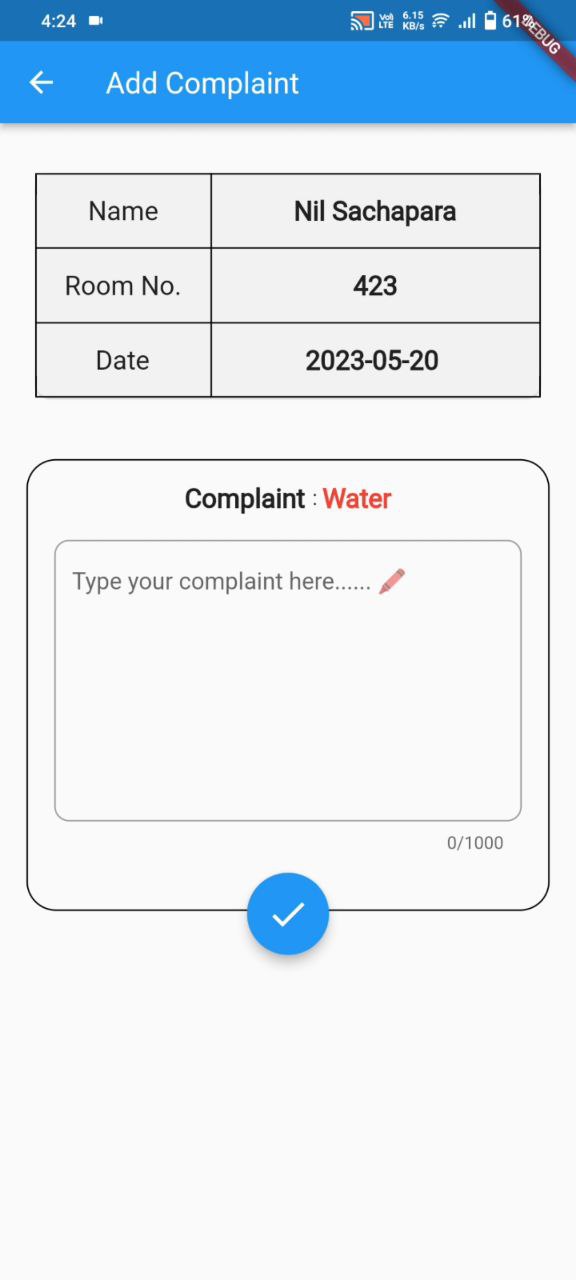 4:24 Vo) LTE 6.15 KB/s 61% DEBUG
Add Complaint
Name Nil Sachapara
Room No. 423
Date 2023-05-20
Complaint : Water
Type your complaint here......
0/1000